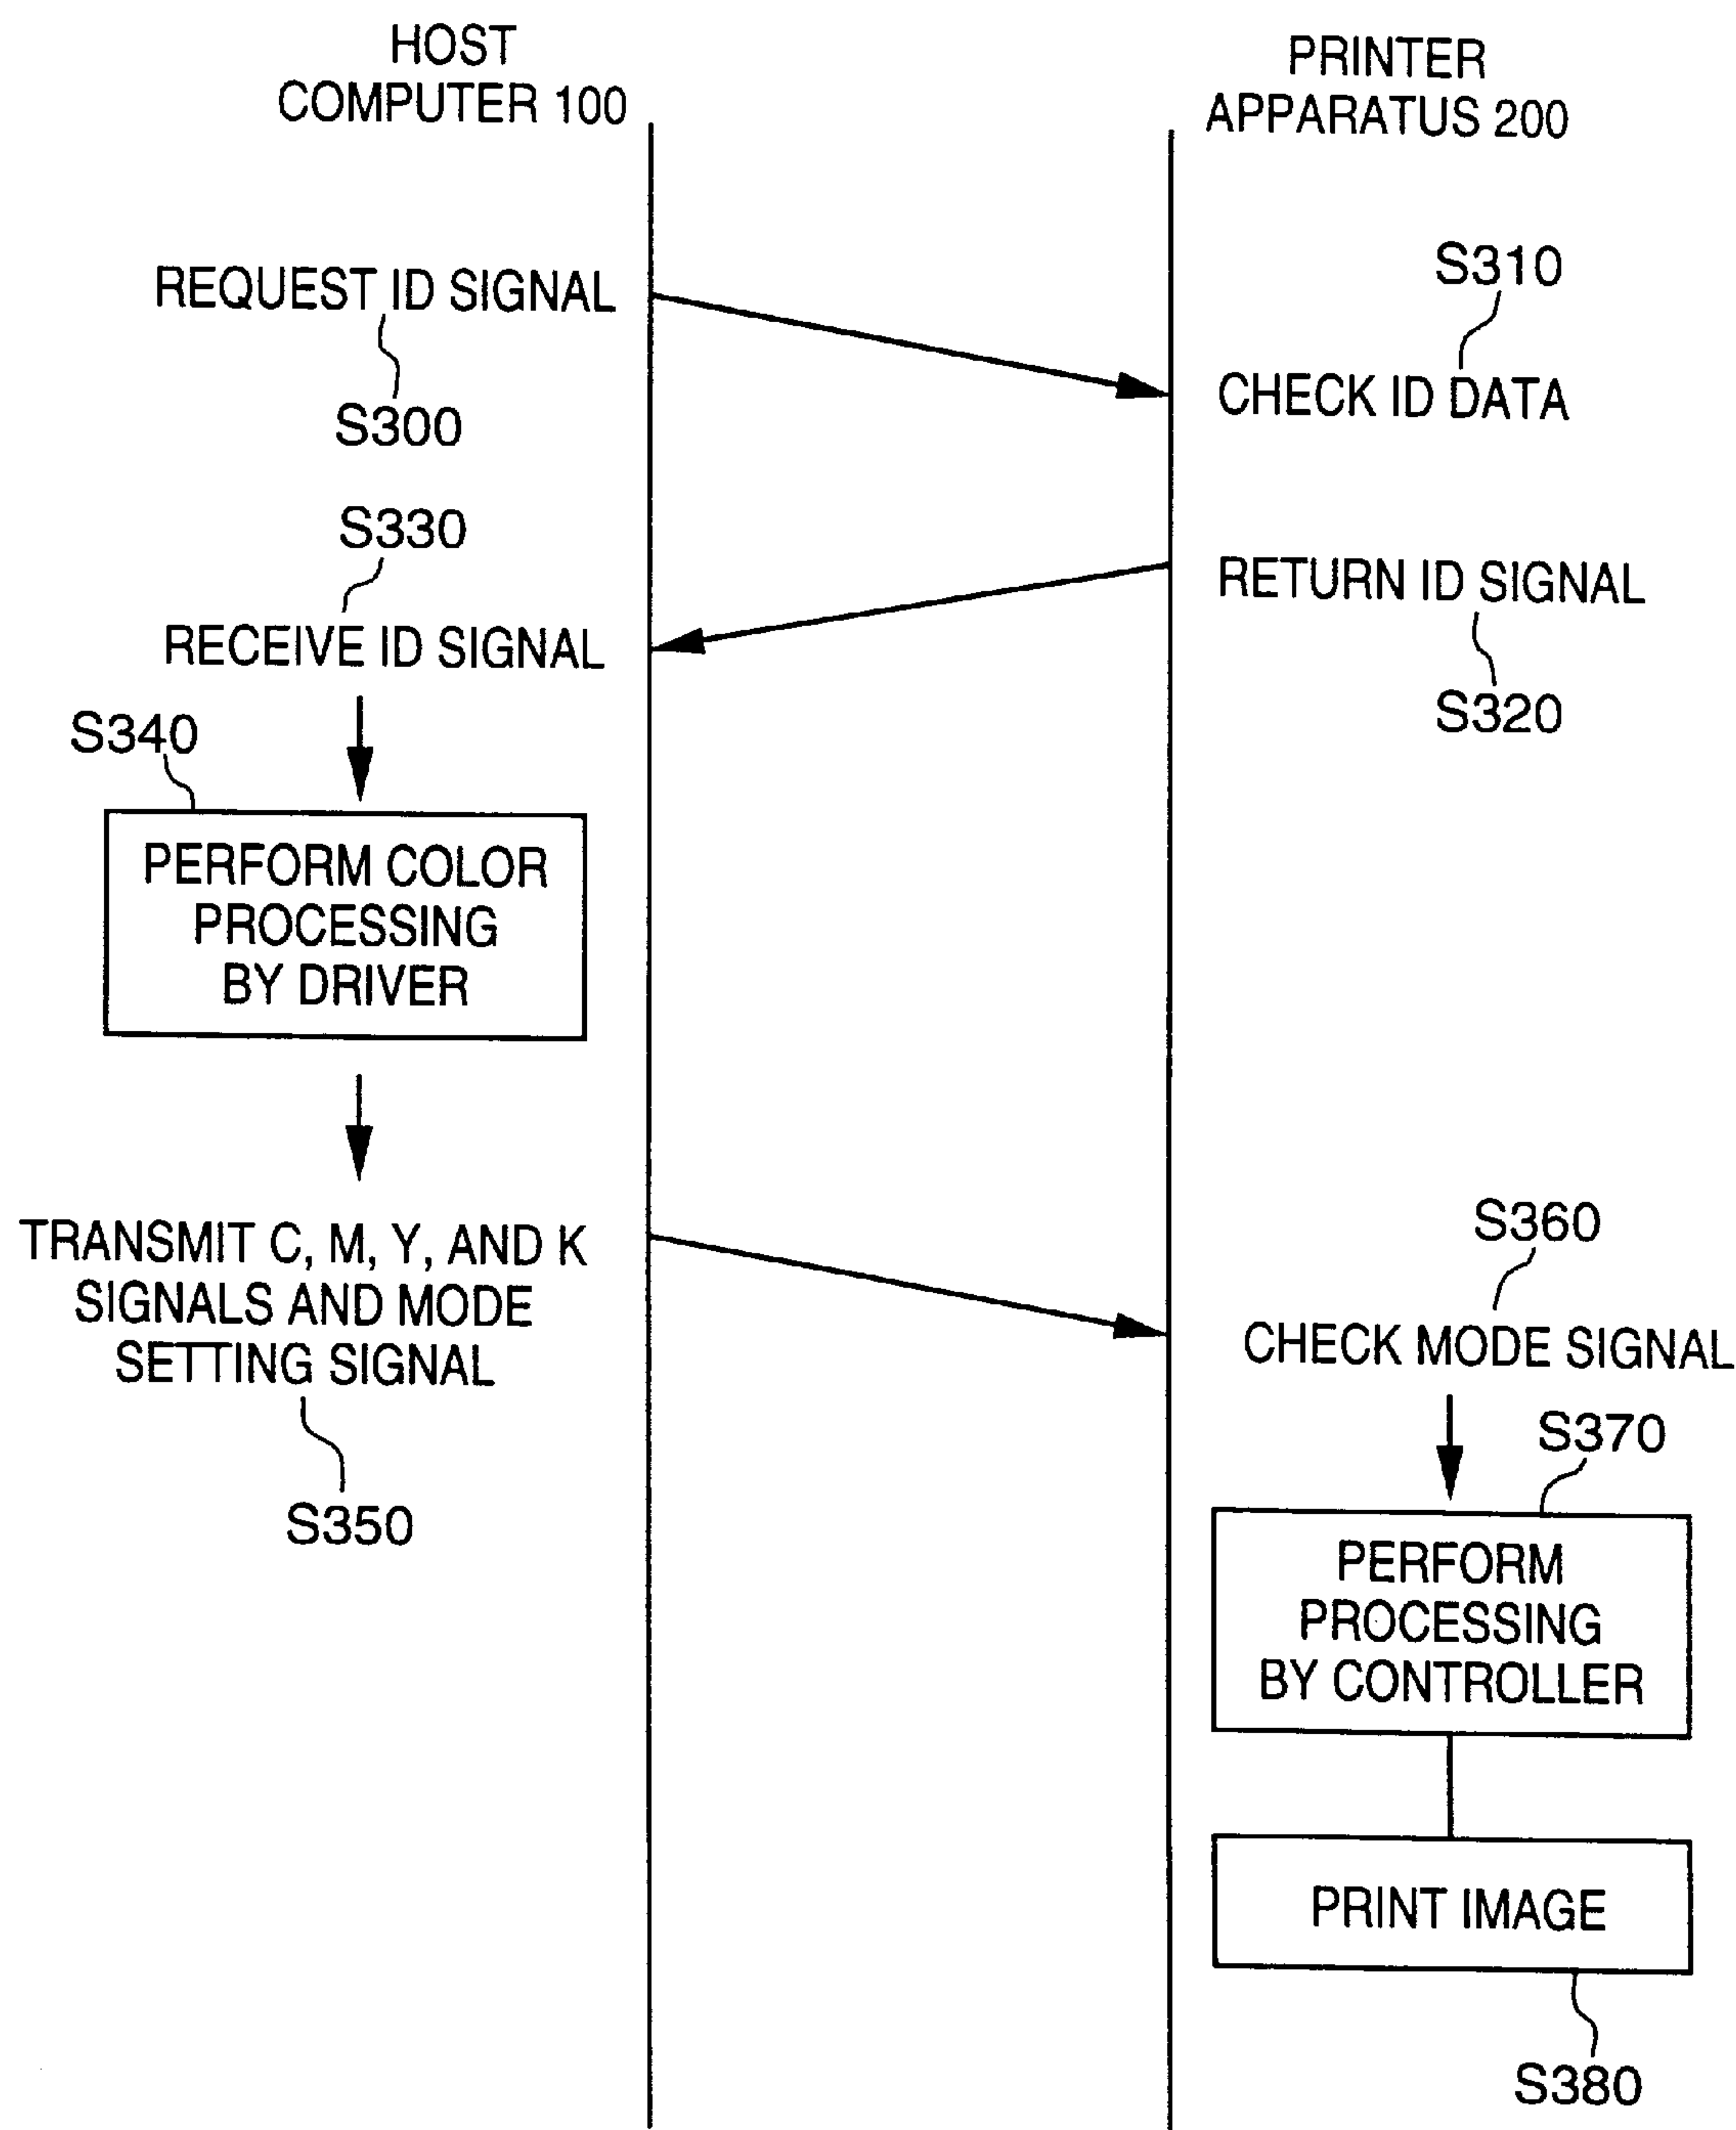 HOST
COMPUTER 100
PRINTER
APPARATUS 200
REQUEST ID SIGNAL
S300
S310
CHECK ID DATA
S330
RECEIVE ID SIGNAL
RETURN ID SIGNAL
S320
S340
PERFORM COLOR
PROCESSING
BY DRIVER
TRANSMIT C, M, Y, AND K
SIGNALS AND MODE
SETTING SIGNAL
S350
S360
CHECK MODE SIGNAL
S370
PERFORM
PROCESSING
BY CONTROLLER
PRINT IMAGE
S380